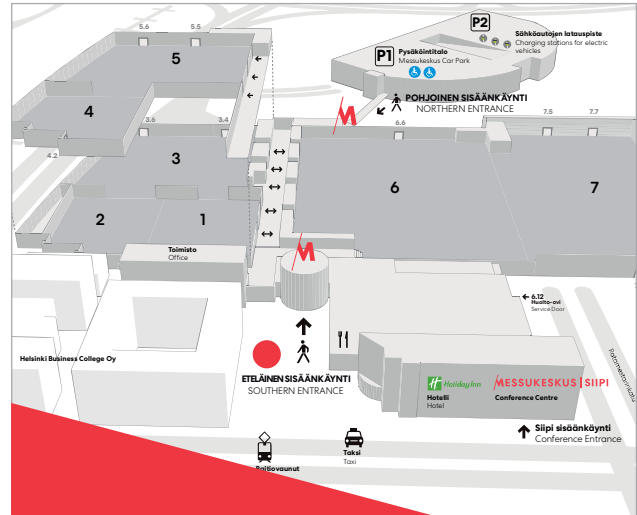 P2
Sähköautojen latauspiste
Charging stations for electric
vehicles
P1
Pysäköintitalo
Messukeskus Car Park
POHJOINEN SISÄÄNKÄYNTI
NORTHERN ENTRANCE
5.6
5.5
5
4
3.6
3.4
4.2
3
6.6
7.5
7.7
6
7
2
1
Toimisto
Office
6.12
Huolto-ovi
Service Door
Helsinki Business College Oy
ETELÄINEN SISÄÄNKÄYNTI
SOUTHERN ENTRANCE
H Holiday Inn
Hotelli
Hotel
MESSUKESKUS SIIPI
Conference Centre
Ratamestarinkatu
Siipi sisäänkäynti
Conference Entrance
Taksi
Taxi
Raitiovaunut